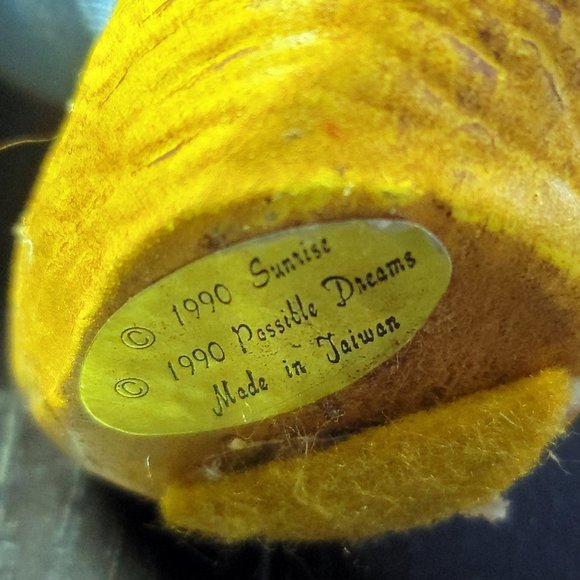 © 1990 Sunrise
© 1990 Possible Dreams
Made in Taiwan